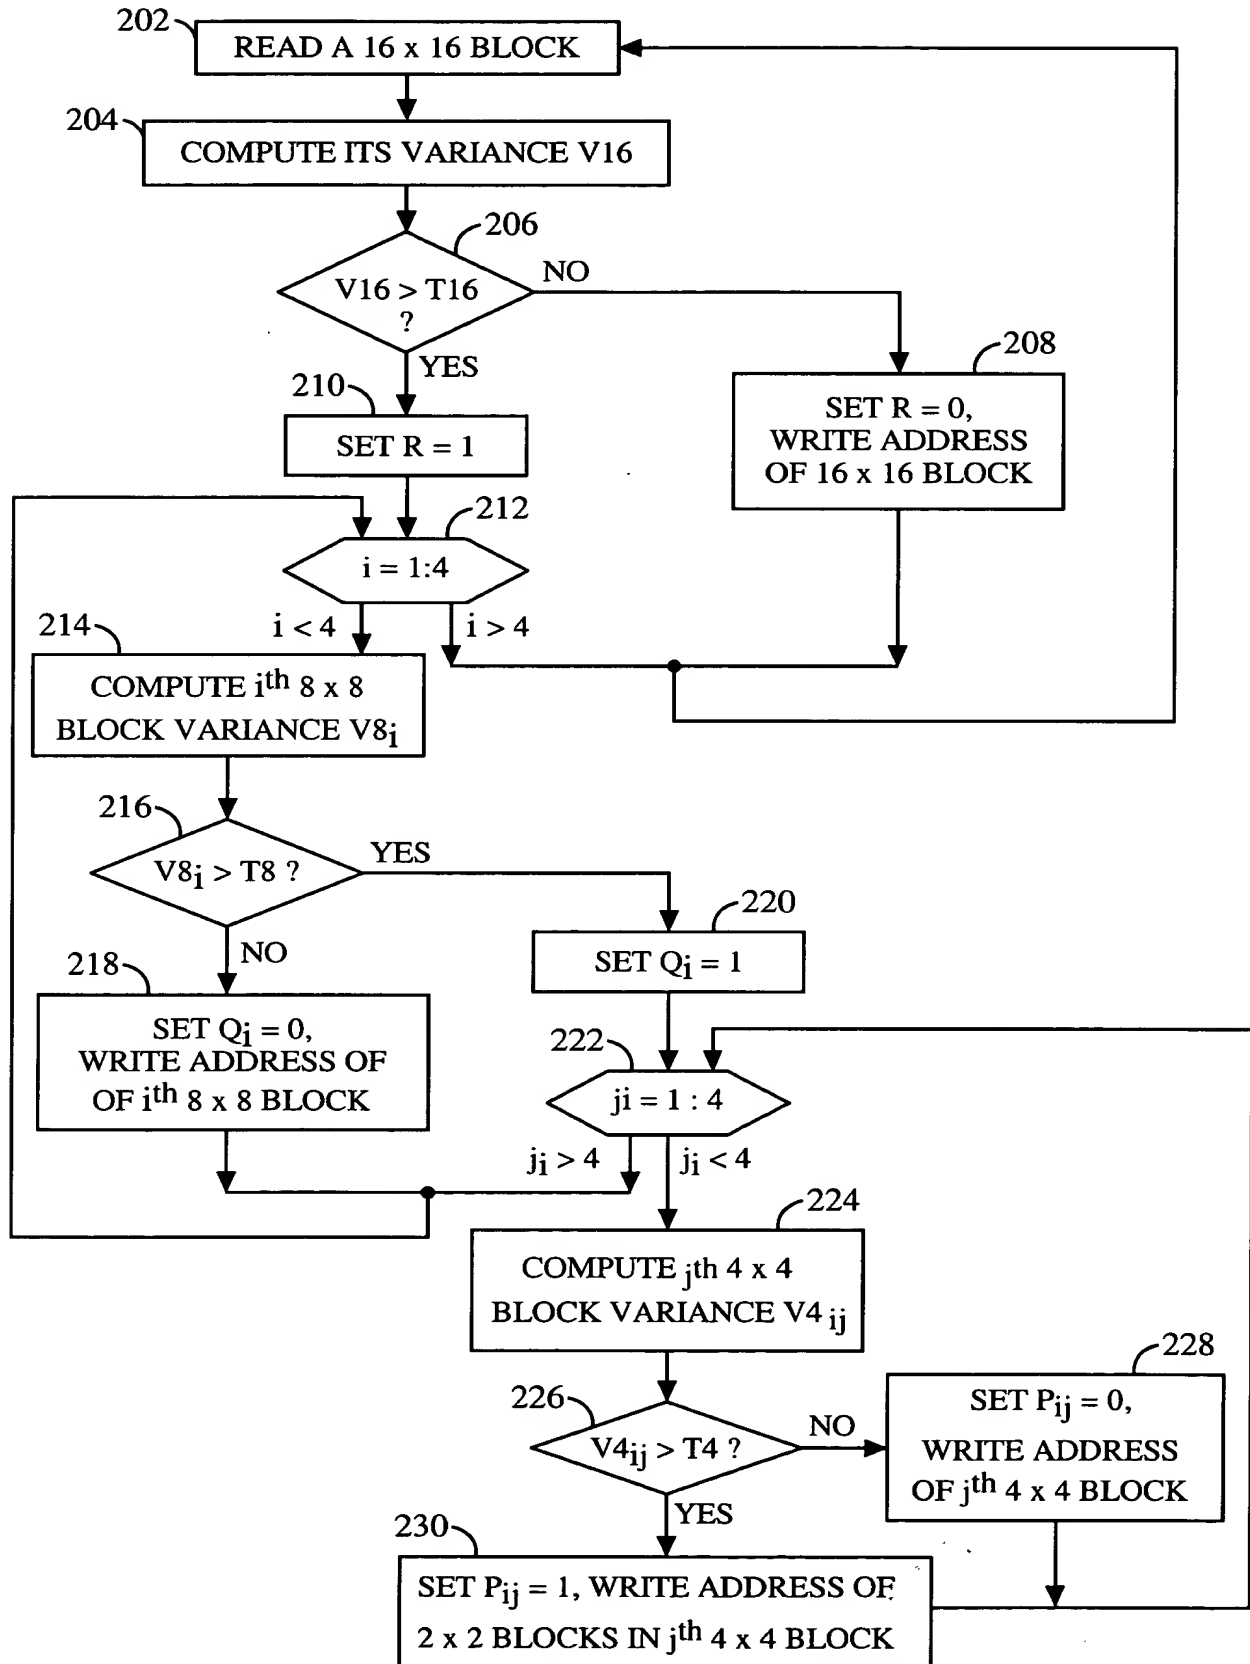 202
READ A 16 x 16 BLOCK
204
COMPUTE ITS VARIANCE V16
206
V16 > T16
?
NO
YES
208
SET R = 0,
WRITE ADDRESS
OF 16 x 16 BLOCK
210
SET R = 1
212
i = 1:4
i < 4
i > 4
214
COMPUTE ith 8 x 8
BLOCK VARIANCE V8i
216
V8i > T8 ?
YES
NO
218
SET Qi = 0,
WRITE ADDRESS OF
OF ith 8 x 8 BLOCK
220
SET Qi = 1
222
ji = 1 : 4
ji > 4
ji < 4
224
COMPUTE jth 4 x 4
BLOCK VARIANCE V4 ij
226
V4ij > T4 ?
NO
YES
228
SET Pij = 0,
WRITE ADDRESS
OF jth 4 x 4 BLOCK
230
SET Pij = 1, WRITE ADDRESS OF
2 x 2 BLOCKS IN jth 4 x 4 BLOCK